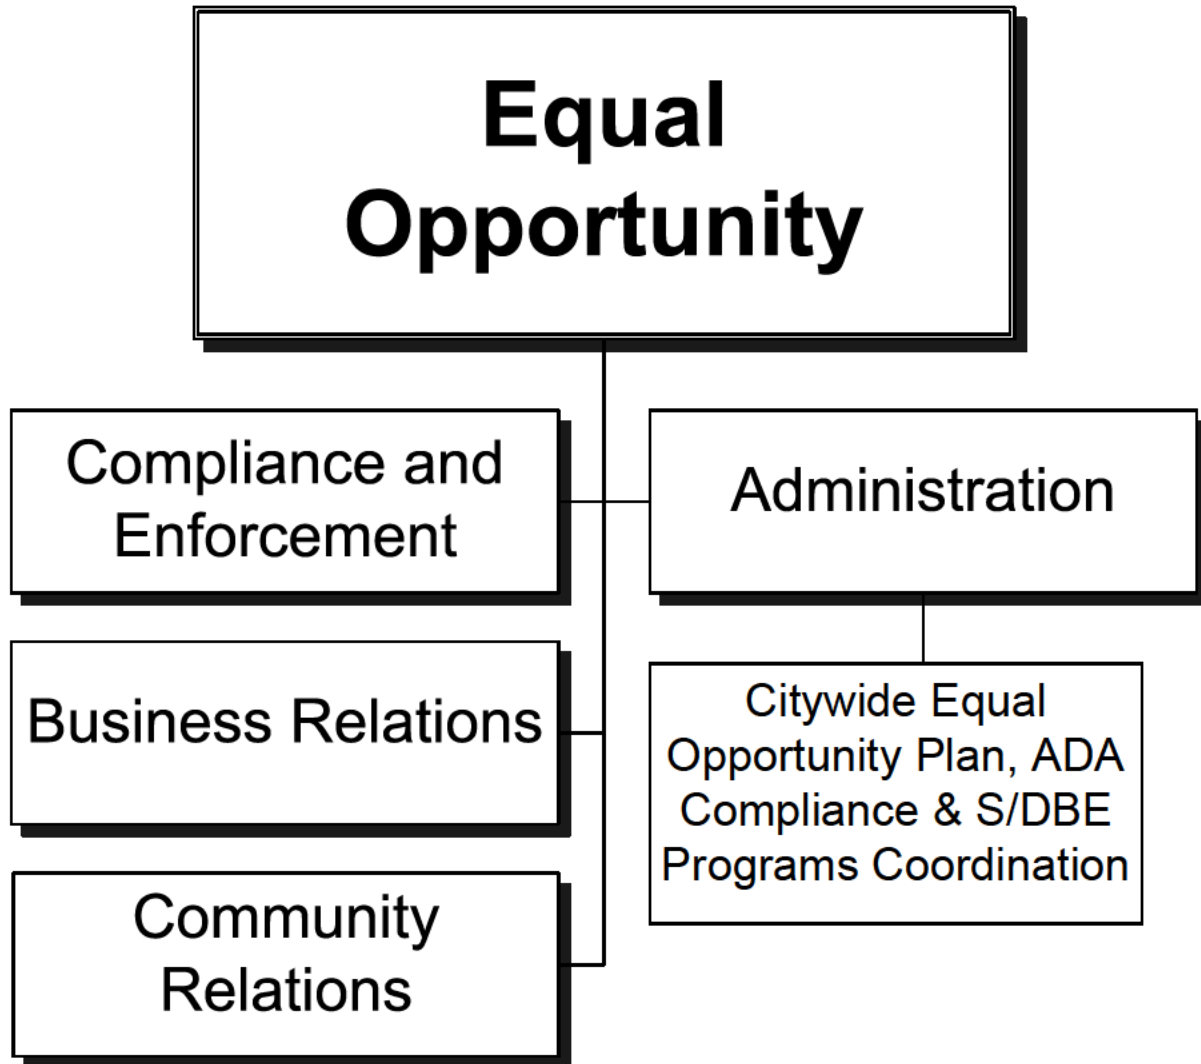 Equal
Opportunity
Compliance and
Enforcement
Administration
Business Relations
Citywide Equal
Opportunity Plan, ADA
Compliance & S/DBE
Programs Coordination
Community
Relations